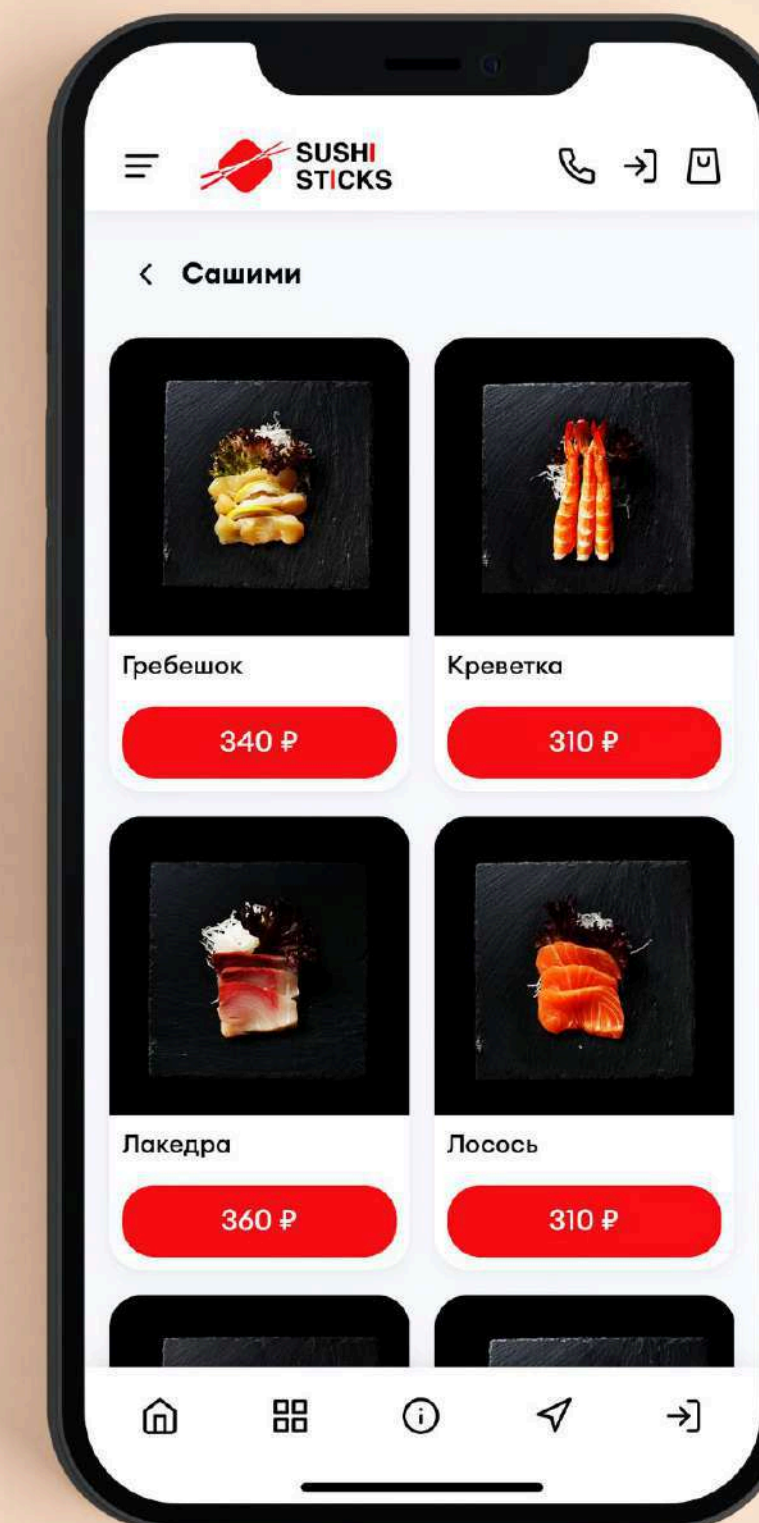 SUSHI
STICKS
Сашими
Гребешок
Креветка
340 ₽
310 ₽
Лакедра
Лосось
360 ₽
310 ₽